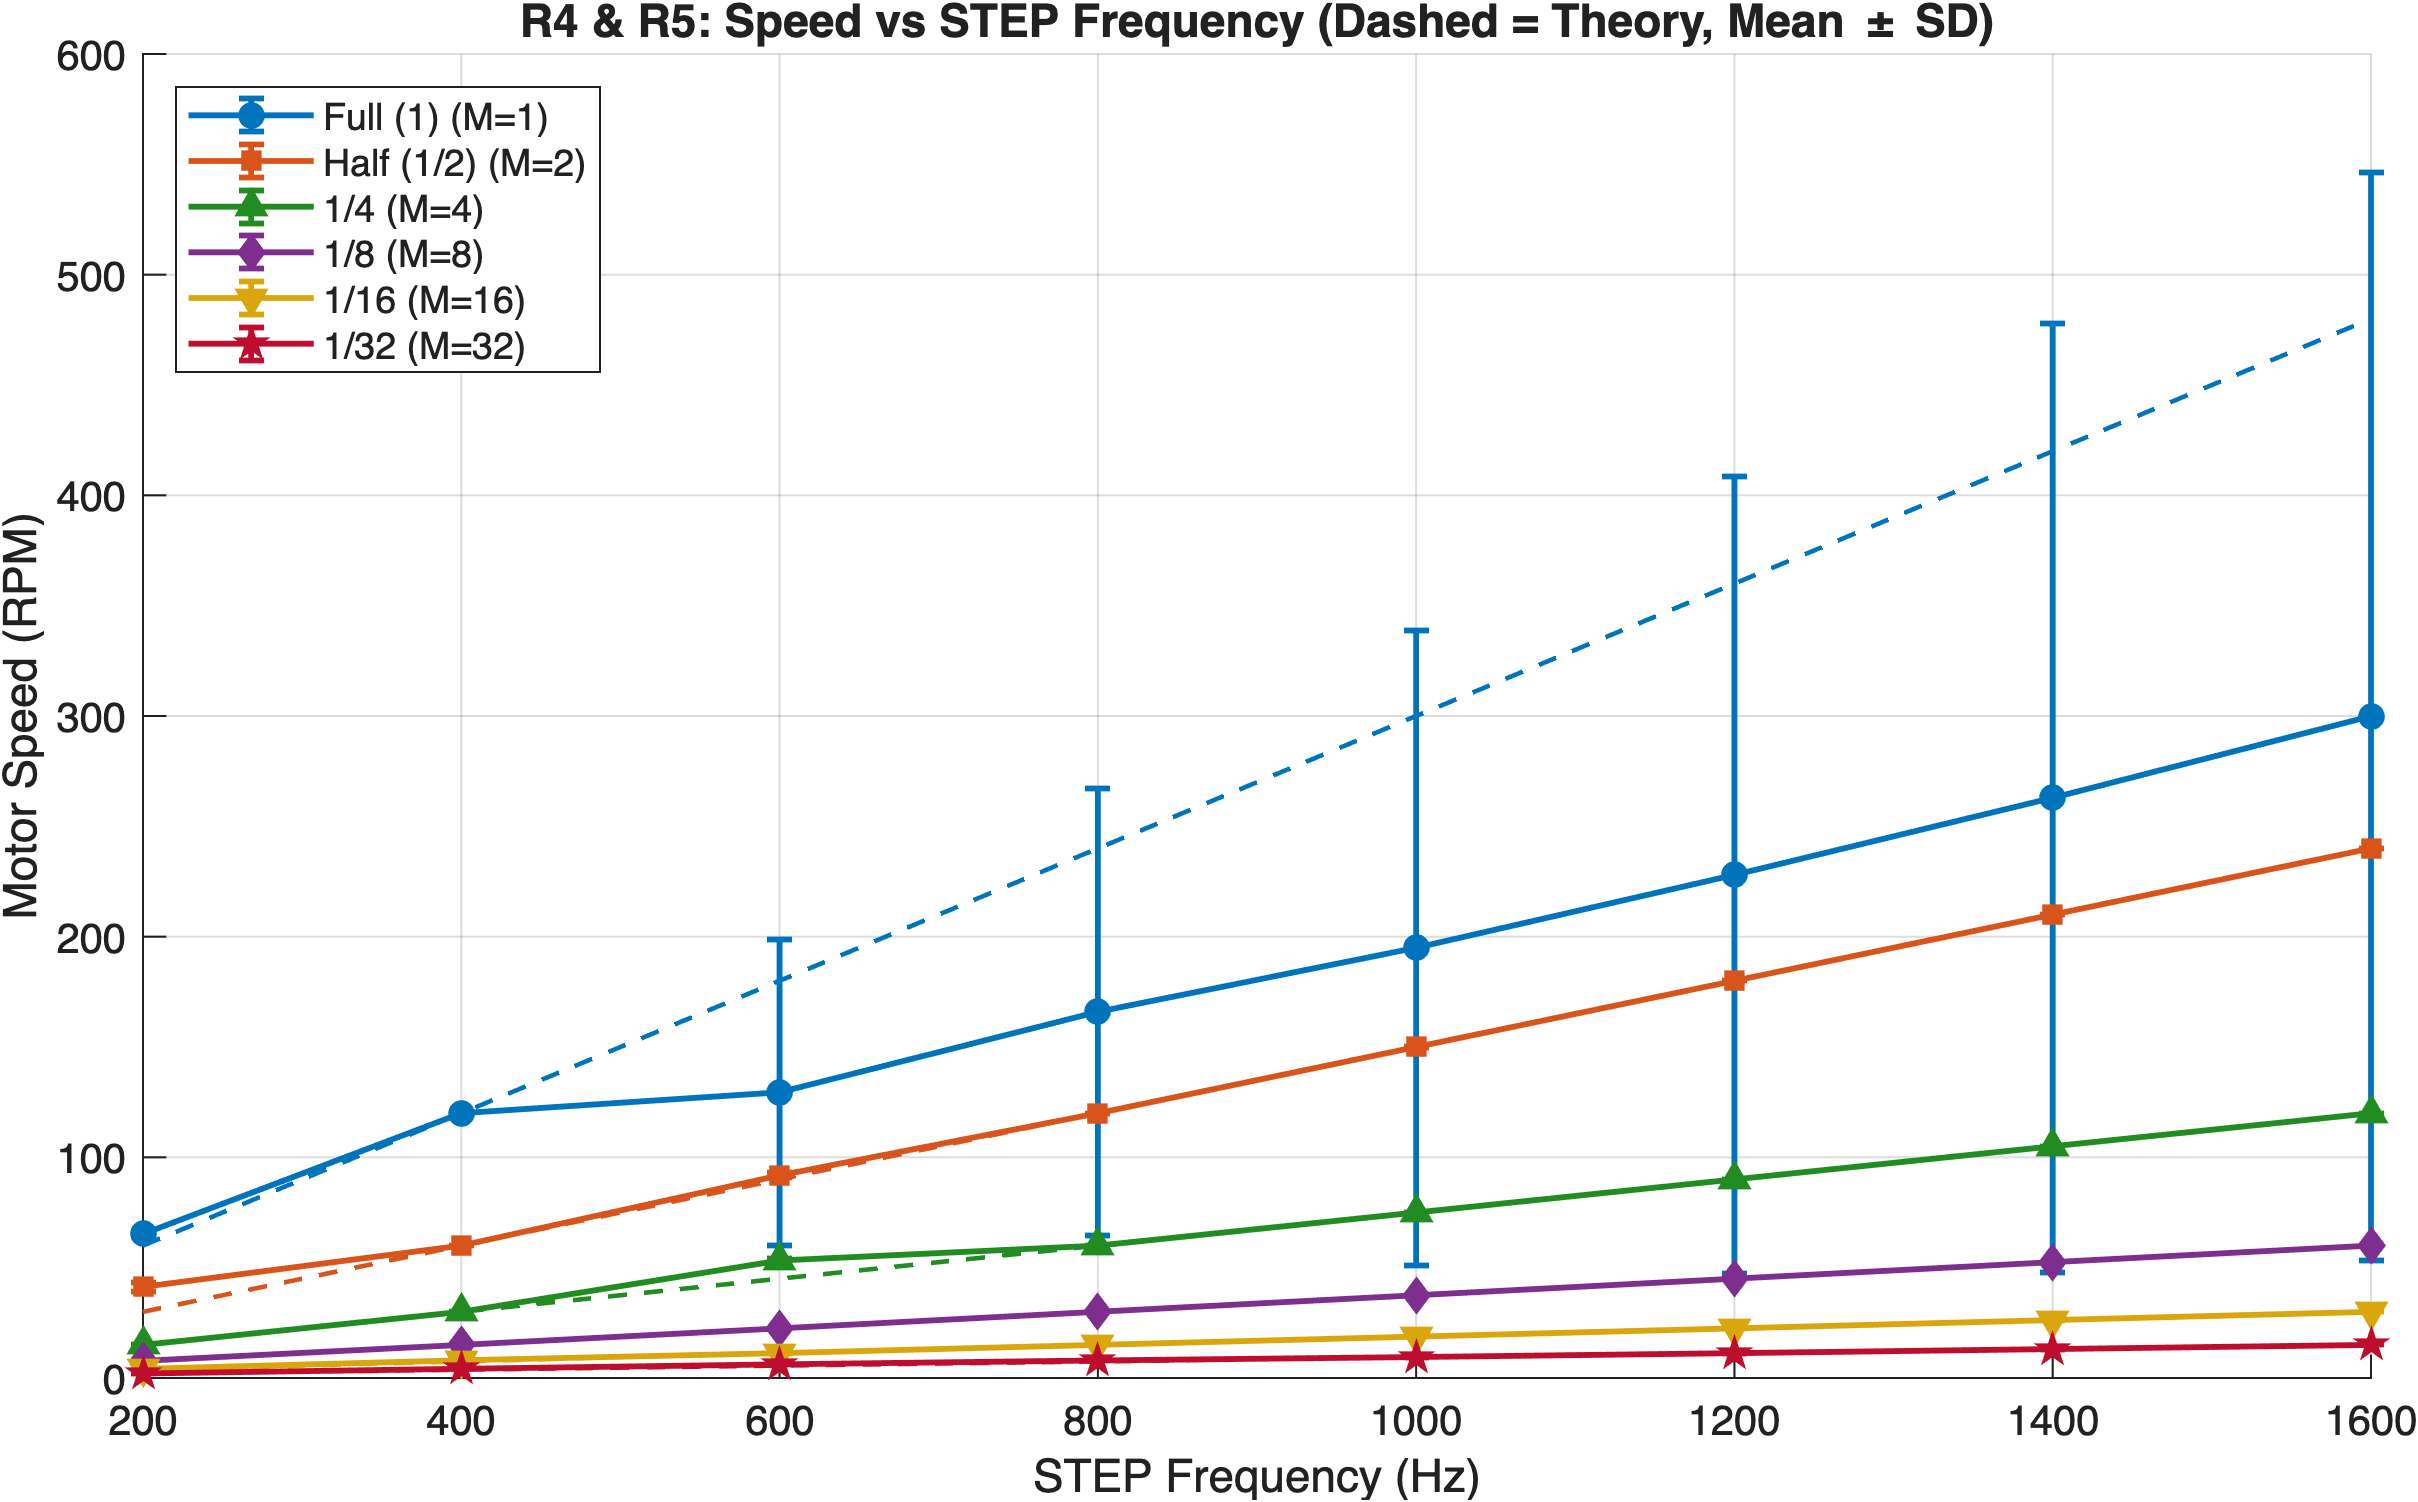 R4 & R5: Speed vs STEP Frequency (Dashed = Theory, Mean ± SD)
600
500
400
300
200
100
0
Motor Speed (RPM)
Full (1) (M=1)
Half (1/2) (M=2)
1/4 (M=4)
1/8 (M=8)
1/16 (M=16)
1/32 (M=32)
200 400 600 800 1000 1200 1400 1600
STEP Frequency (Hz)